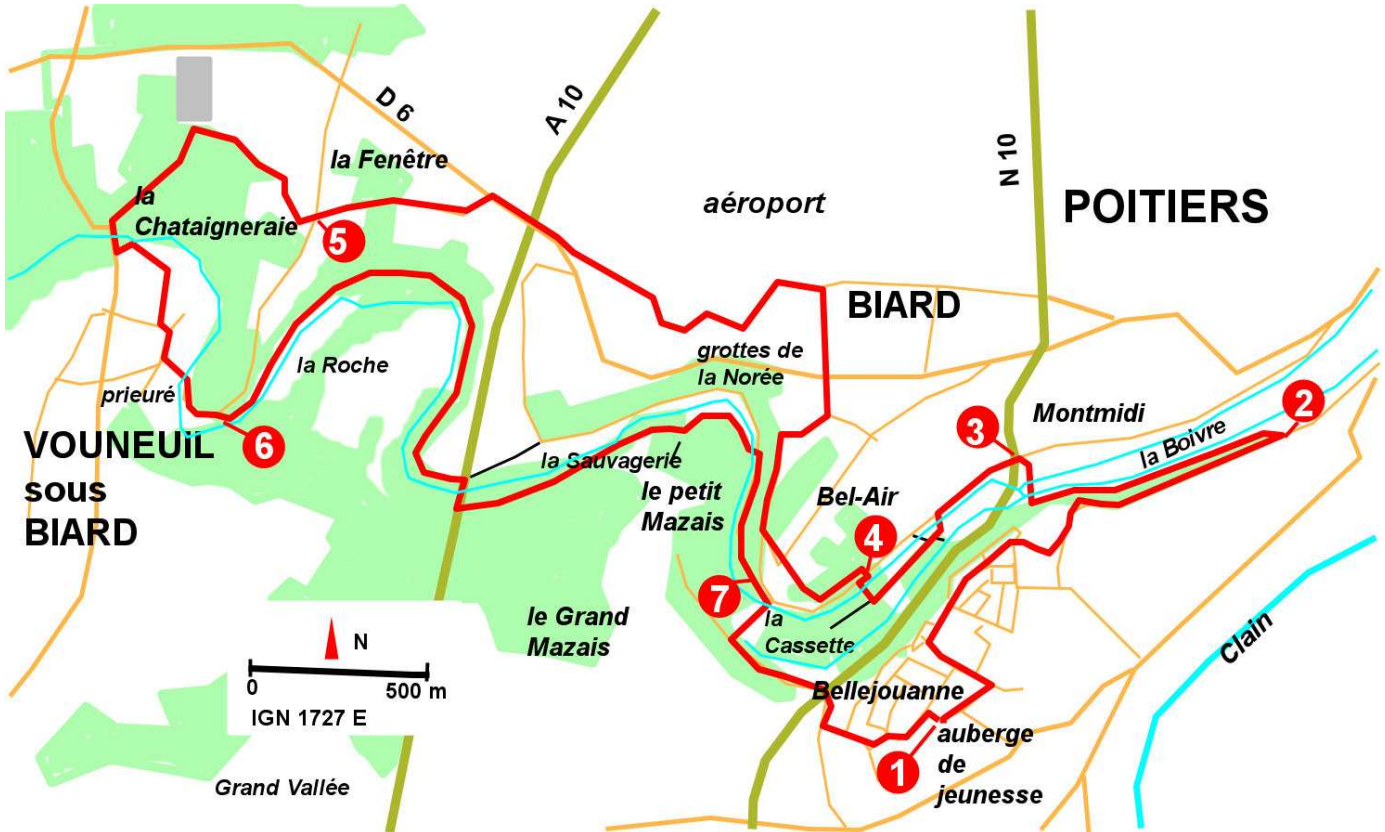 D 6
A 10
N 10
la Fenêtre
la
Chataigneraie
aéroport
POITIERS
5
BIARD
la Roche
grottes de
la Norée
prieuré
Montmidi
2
3
la Boivre
6
VOUNEUIL
sous
BIARD
la Sauvagerie
le petit
Mazais
Bel-Air
4
7
la
Cassette
le Grand
Mazais
Clain
N
0 500 m
IGN 1727 E
Bellejouanne
auberge
de
jeunesse
1
Grand Vallée